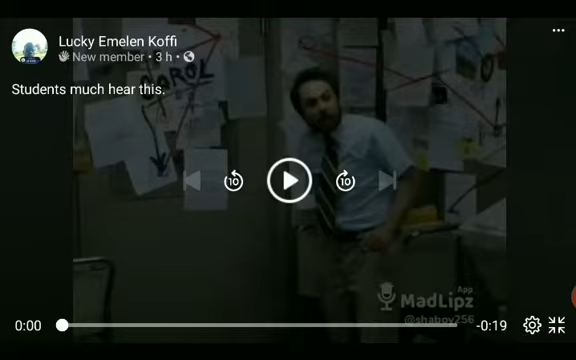 Lucky Emelen Koffi
New member • 3 h •
Students much hear this.
CAROL
10
10
App
MadLipz
@shaboy256
0:00
-0:19